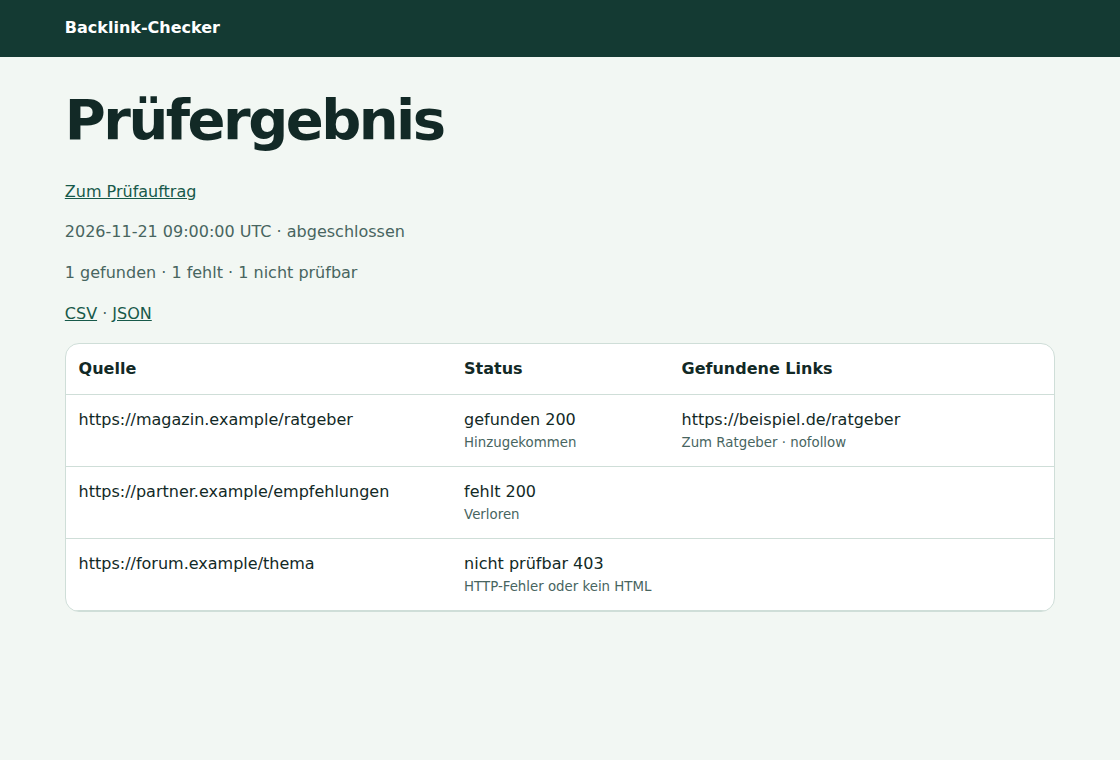 Backlink-Checker
Prüfergebnis
Zum Prüfauftrag
2026-11-21 09:00:00 UTC · abgeschlossen
1 gefunden · 1 fehlt · 1 nicht prüfbar
CSV · JSON
Quelle Status Gefundene Links
https://magazin.example/ratgeber gefunden 200 https://beispiel.de/ratgeber
Hinzugekommen Zum Ratgeber · nofollow
https://partner.example/empfehlungen fehlt 200
Verloren
https://forum.example/thema nicht prüfbar 403
HTTP-Fehler oder kein HTML